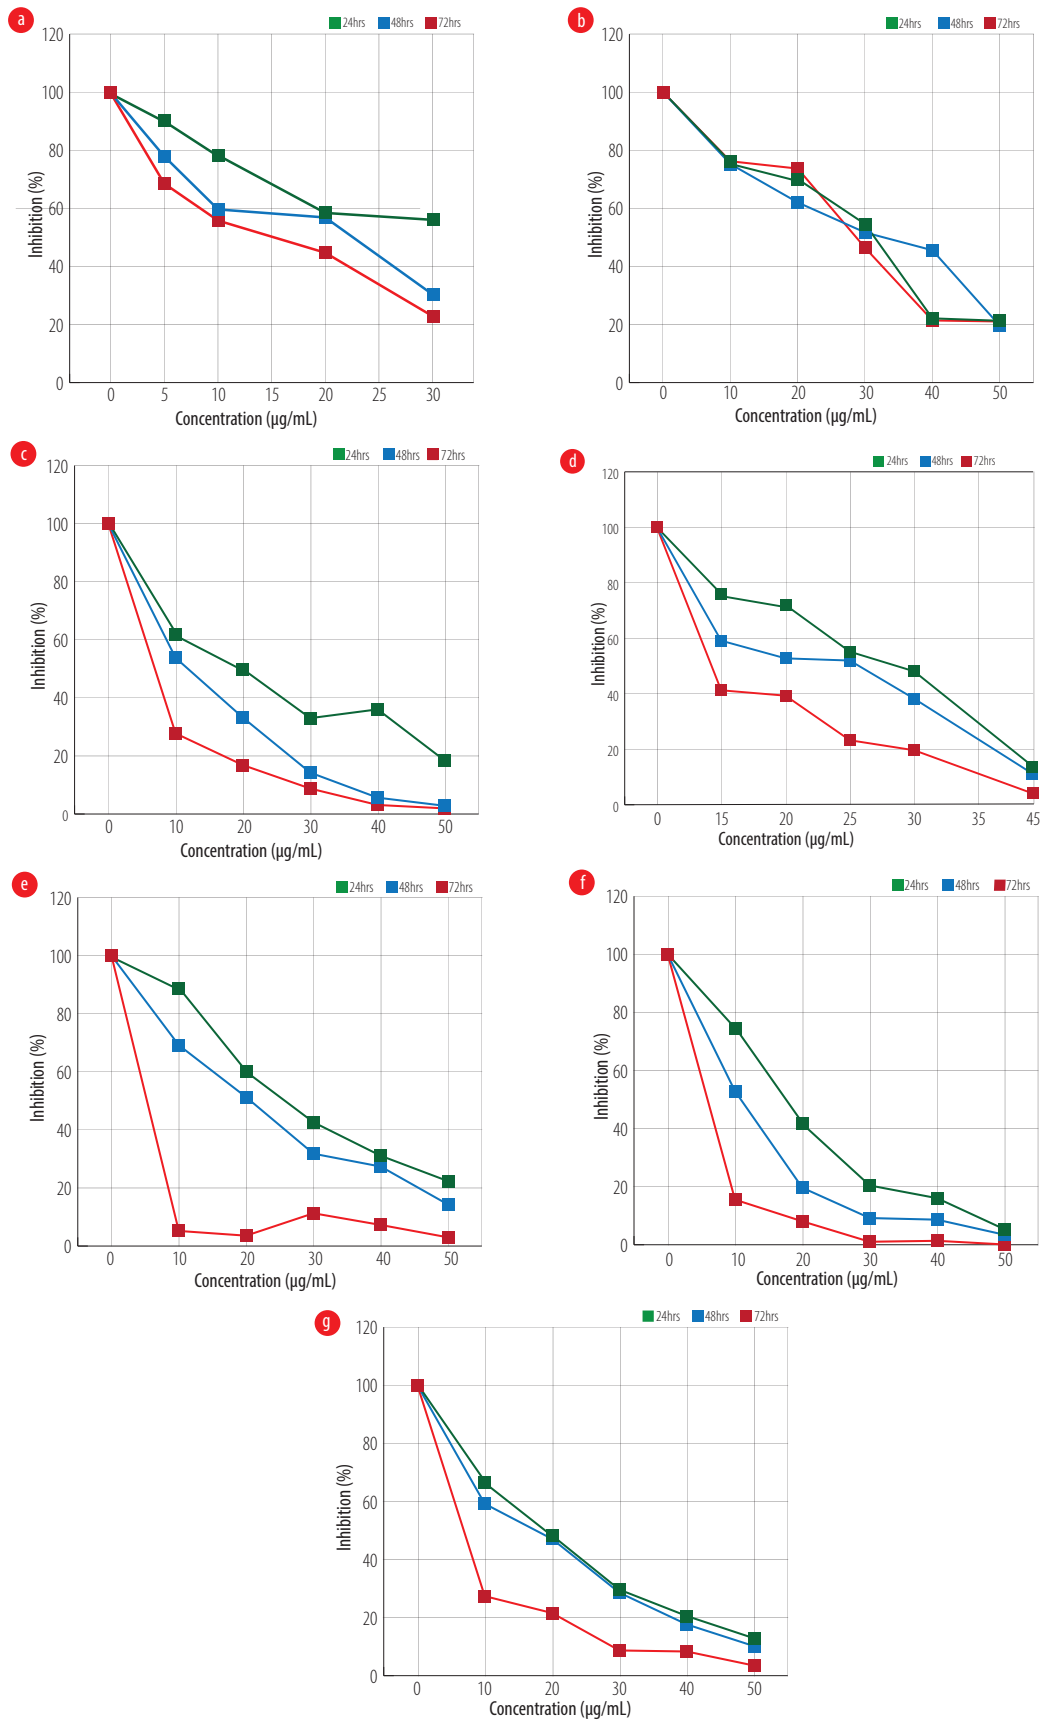 a
24hrs 48hrs 72hrs
120
100
80
60
40
20
0
Inhibition (%)
0 5 10 15 20 25 30
Concentration (µg/mL)
b
24hrs 48hrs 72hrs
120
100
80
60
40
20
0
Inhibition (%)
0 10 20 30 40 50
Concentration (µg/mL)
c
24hrs 48hrs 72hrs
120
100
80
60
40
20
0
Inhibition (%)
0 10 20 30 40 50
Concentration (µg/mL)
d
24hrs 48hrs 72hrs
120
100
80
60
40
20
0
Inhibition (%)
0 15 20 25 30 35 45
Concentration (µg/mL)
e
24hrs 48hrs 72hrs
120
100
80
60
40
20
0
Inhibition (%)
0 10 20 30 40 50
Concentration (µg/mL)
f
24hrs 48hrs 72hrs
120
100
80
60
40
20
0
Inhibition (%)
0 10 20 30 40 50
Concentration (µg/mL)
g
24hrs 48hrs 72hrs
120
100
80
60
40
20
0
Inhibition (%)
0 10 20 30 40 50
Concentration (µg/mL)